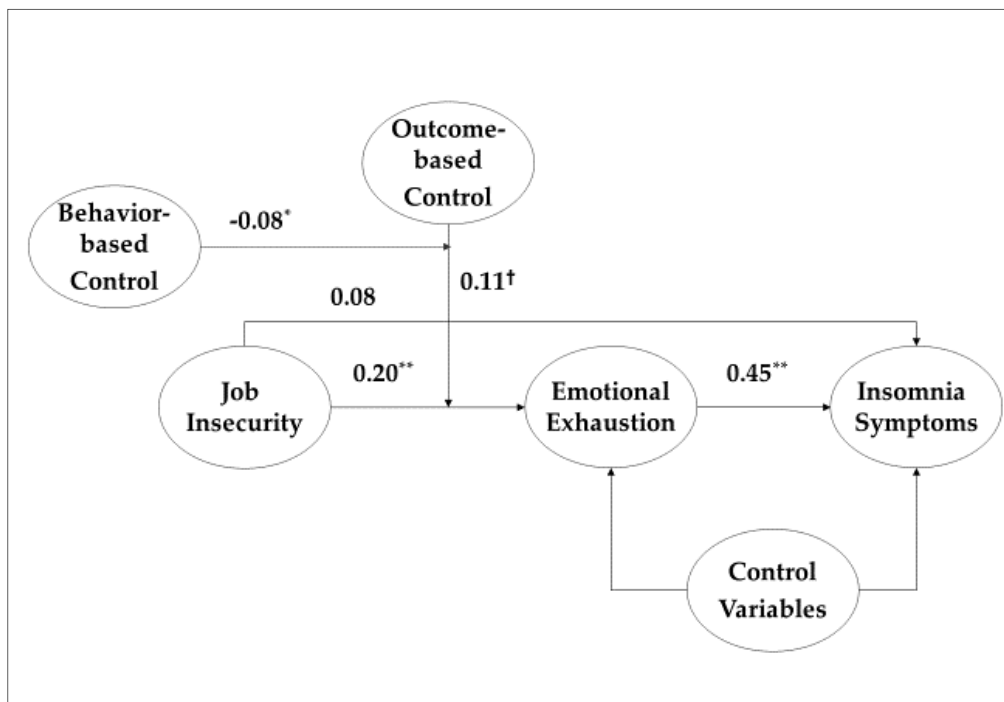 Outcome-
based
Control
Behavior-
based
Control
-0.08*
0.11†
0.08
Job
Insecurity
0.20**
Emotional
Exhaustion
0.45**
Insomnia
Symptoms
Control
Variables